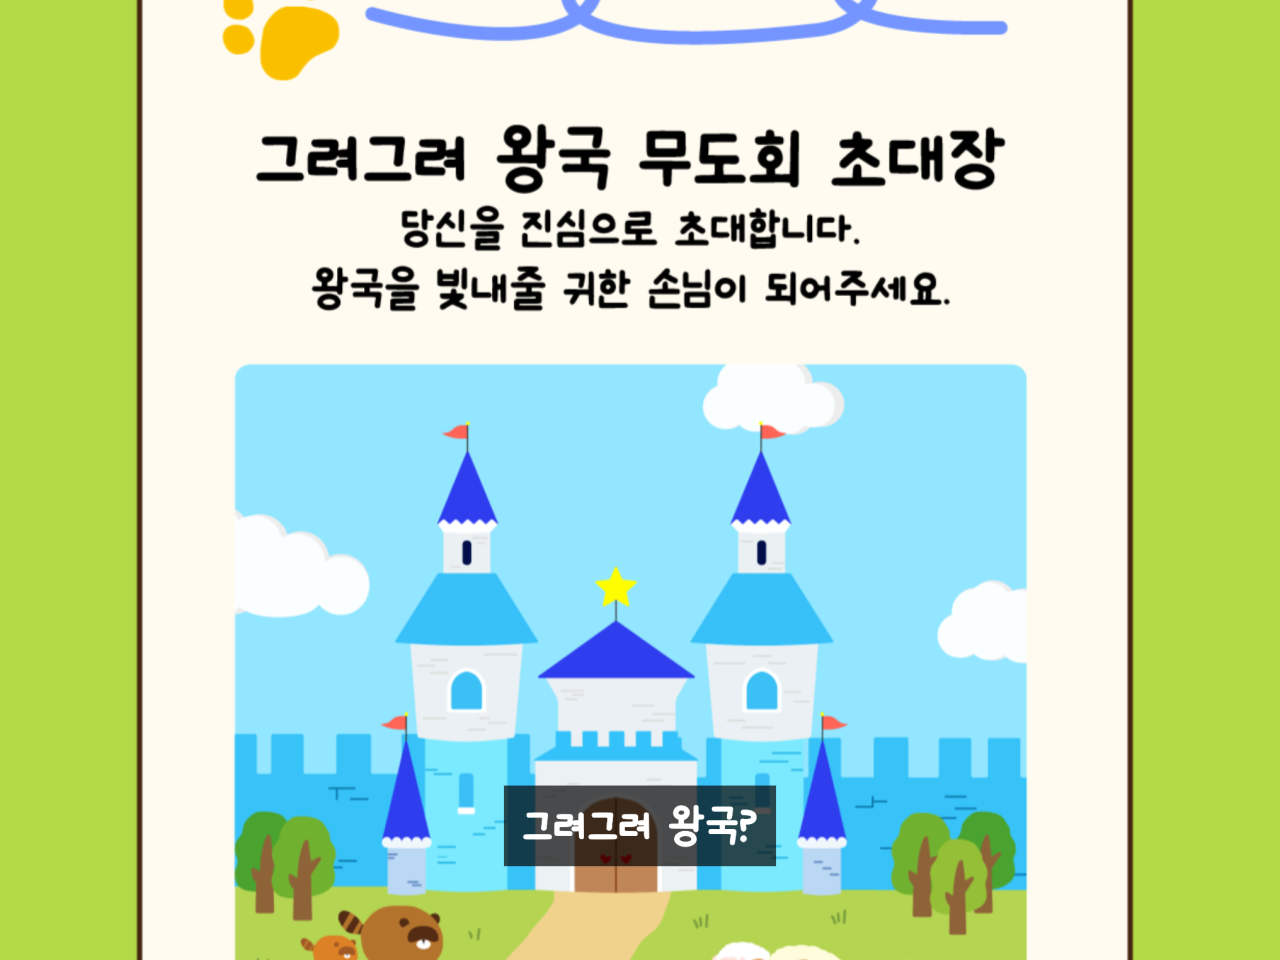 그려그려 왕국 무도회 초대장
당신을 진심으로 초대합니다.
왕국을 빛내줄 귀한 손님이 되어주세요.
그려그려 왕국?